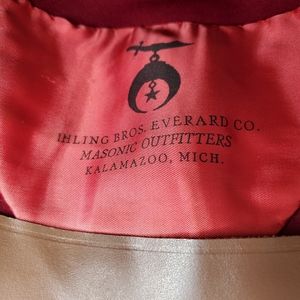 IHLING BROS. EVERARD CO.
MASONIC OUTFITTERS
KALAMAZOO, MICH.